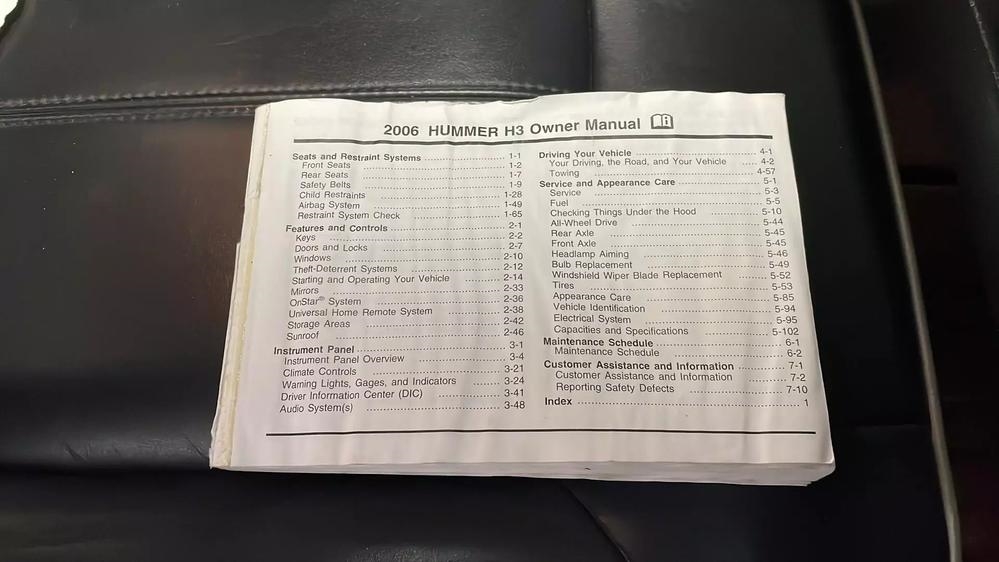 2006 HUMMER H3 Owner Manual
Seats and Restraint Systems ........ 1-1
Front Seats ........ 1-2
Rear Seats ........ 1-7
Safety Belts ........ 1-9
Child Restraints ........ 1-28
Airbag System ........ 1-49
Restraint System Check ........ 1-65
Features and Controls ........ 2-1
Keys ........ 2-2
Doors and Locks ........ 2-7
Windows ........ 2-10
Theft-Deterrent Systems ........ 2-12
Starting and Operating Your Vehicle ........ 2-14
Mirrors ........ 2-33
OnStar® System ........ 2-36
Universal Home Remote System ........ 2-38
Storage Areas ........ 2-42
Sunroof ........ 2-46
Instrument Panel ........ 3-1
Instrument Panel Overview ........ 3-4
Climate Controls ........ 3-21
Warning Lights, Gages, and Indicators ........ 3-24
Driver Information Center (DIC) ........ 3-41
Audio System(s) ........ 3-48
Driving Your Vehicle ........ 4-1
Your Driving, the Road, and Your Vehicle ..... 4-2
Towing ........ 4-57
Service and Appearance Care ........ 5-1
Service ........ 5-3
Fuel ........ 5-5
Checking Things Under the Hood ........ 5-10
All-Wheel Drive ........ 5-44
Rear Axle ........ 5-45
Front Axle ........ 5-45
Headlamp Aiming ........ 5-46
Bulb Replacement ........ 5-49
Windshield Wiper Blade Replacement ........ 5-52
Tires ........ 5-53
Appearance Care ........ 5-85
Vehicle Identification ........ 5-94
Electrical System ........ 5-95
Capacities and Specifications ........ 5-102
Maintenance Schedule ........ 6-1
Maintenance Schedule ........ 6-2
Customer Assistance and Information ........ 7-1
Customer Assistance and Information ........ 7-2
Reporting Safety Defects ........ 7-10
Index ........ 1